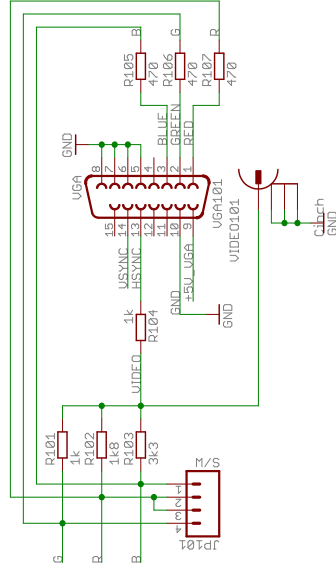 B
G
R
R105
470
R106
470
R107
470
GND
BLUE
GREEN
RED
8
7
6
5
4
3
2
1
VGA
VGA101
15
14
13
12
11
10
9
VIDEO101
Cinch
GND
VSYNC
HSYNC
GND
+5V_VGA
GND
1k
R104
VIDEO
R101
1k
R102
1k8
R103
3k3
M/S
1
2
3
4
JP101
G
R
B